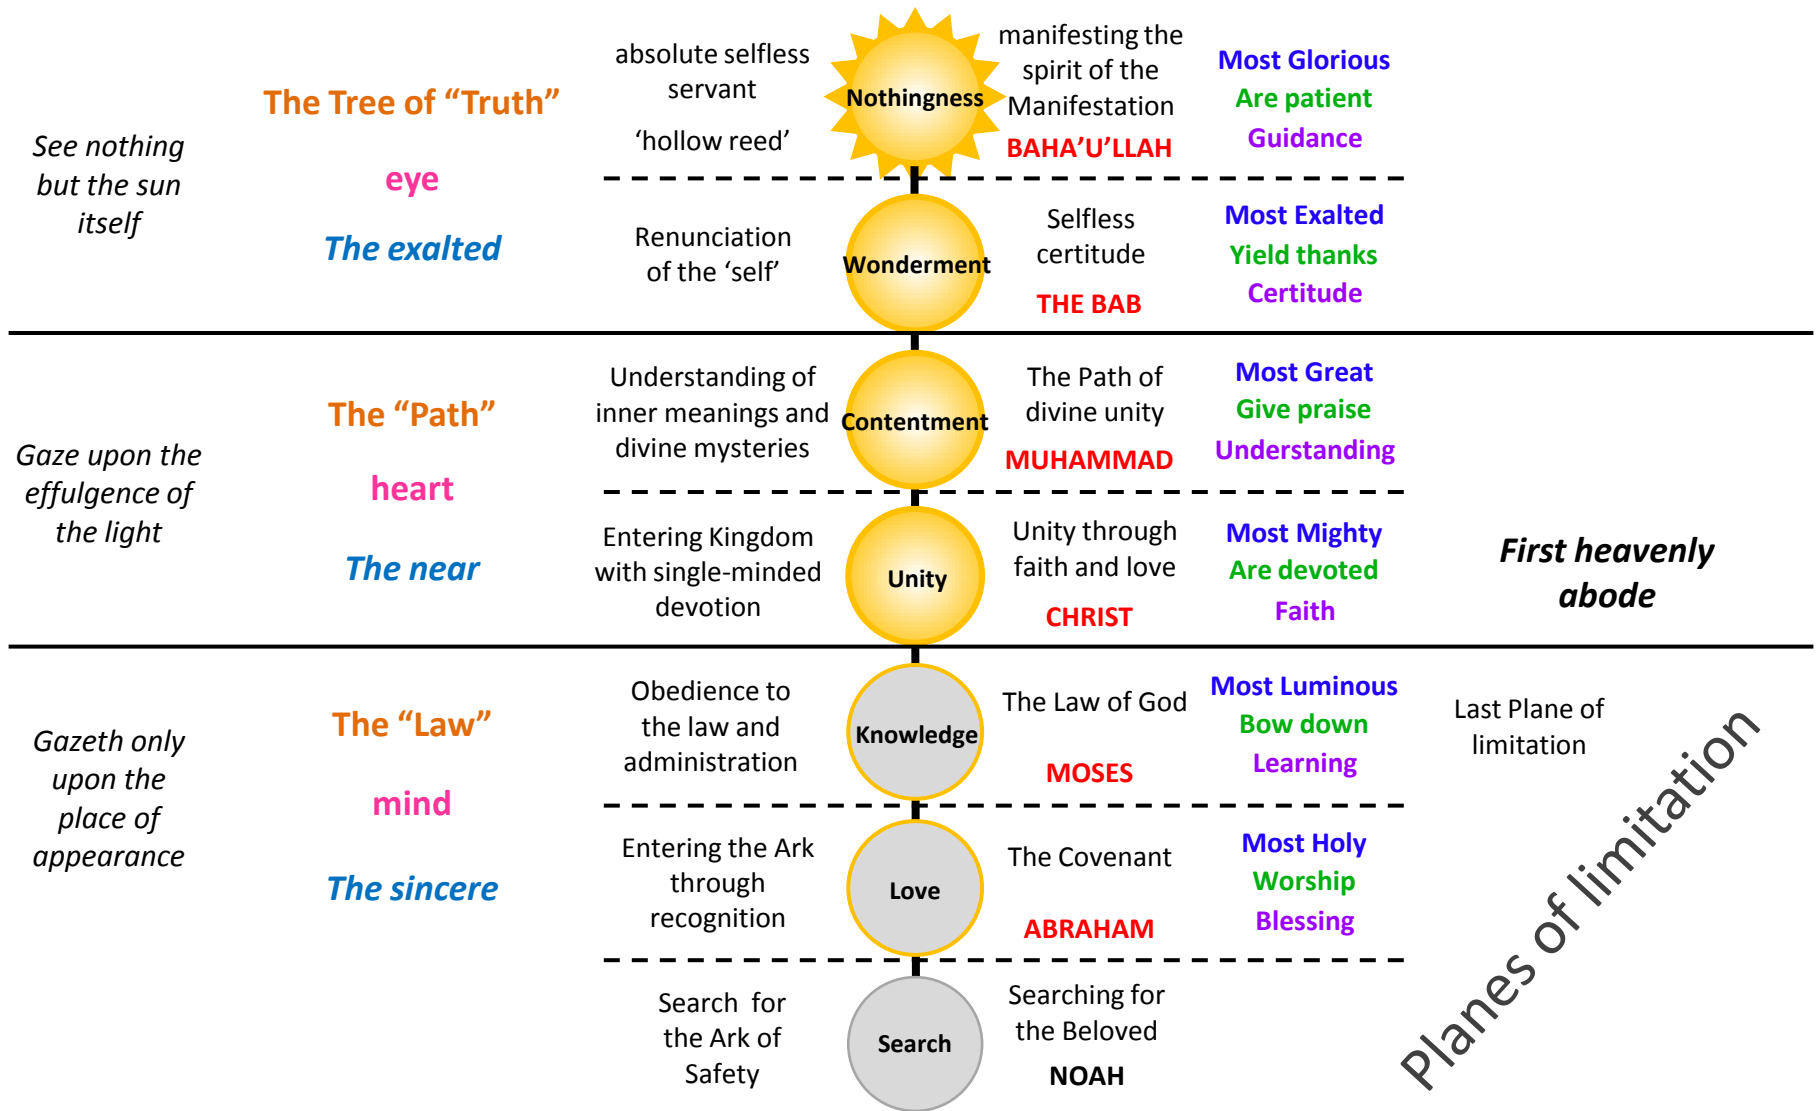 See nothing
but the sun
itself
The Tree of “Truth”
eye
The exalted
absolute selfless
servant
‘hollow reed’
Nothingness
manifesting the
spirit of the
Manifestation
BAHA’U’LLAH
Most Glorious
Are patient
Guidance
Renunciation
of the ‘self’
Wonderment
Selfless
certitude
THE BAB
Most Exalted
Yield thanks
Certitude
Gaze upon the
effulgence of
the light
The “Path”
heart
The near
Understanding of
inner meanings and
divine mysteries
Contentment
The Path of
divine unity
MUHAMMAD
Most Great
Give praise
Understanding
Entering Kingdom
with single-minded
devotion
Unity
Unity through
faith and love
CHRIST
Most Mighty
Are devoted
Faith
First heavenly
abode
Gazeth only
upon the
place of
appearance
The “Law”
mind
The sincere
Obedience to
the law and
administration
Knowledge
The Law of God
MOSES
Most Luminous
Bow down
Learning
Last Plane of
limitation
Entering the Ark
through
recognition
Love
The Covenant
ABRAHAM
Most Holy
Worship
Blessing
Search for
the Ark of
Safety
Search
Searching for
the Beloved
NOAH
Planes of limitation